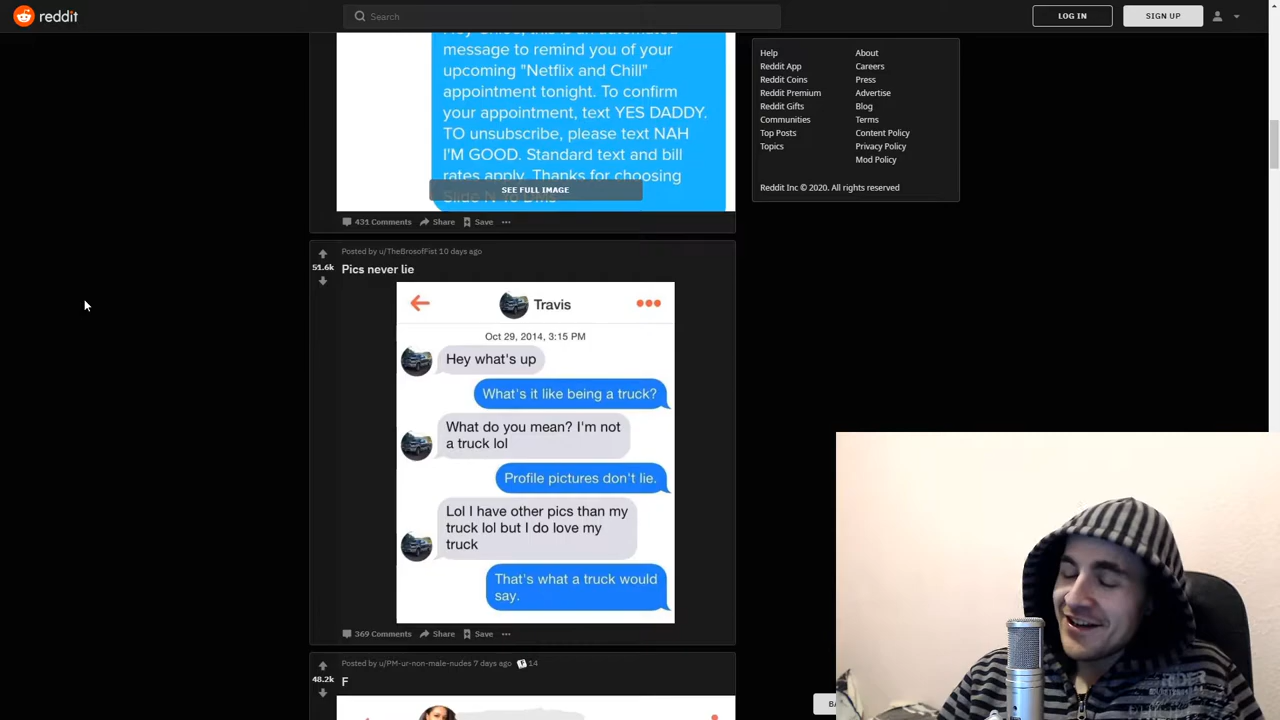 reddit
Search
LOG IN
SIGN UP
message to remind you of your
upcoming "Netflix and Chill"
appointment tonight. To confirm
your appointment, text YES DADDY.
TO unsubscribe, please text NAH
I'M GOOD. Standard text and bill
rates apply. Thanks for choosing
SEE FULL IMAGE
431 Comments
Share
Save
Posted by u/TheBrosofFist 10 days ago
51.6k
Pics never lie
Travis
Oct 29, 2014, 3:15 PM
Hey what's up
What's it like being a truck?
What do you mean? I'm not
a truck lol
Profile pictures don't lie.
Lol I have other pics than my
truck lol but I do love my
truck
That's what a truck would
say.
369 Comments
Share
Save
Posted by u/PM-ur-non-male-nudes 7 days ago
14
48.2k
F
Help
About
Reddit App
Careers
Reddit Coins
Press
Reddit Premium
Advertise
Reddit Gifts
Blog
Communities
Terms
Top Posts
Content Policy
Topics
Privacy Policy
Mod Policy
Reddit Inc © 2020. All rights reserved